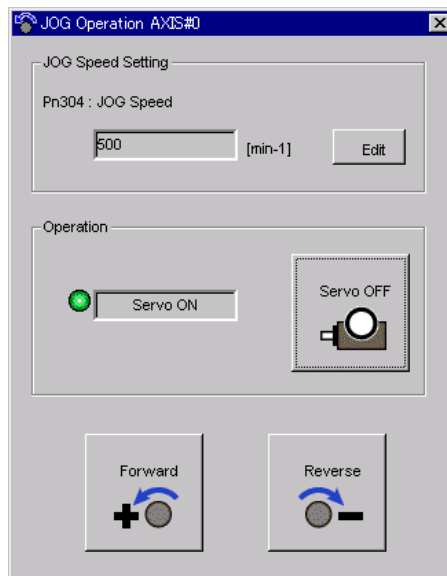 JOG Operation AXIS#0
JOG Speed Setting
Pn304 : JOG Speed
500 [min-1] Edit
Operation
Servo ON
Servo OFF
Forward
Reverse